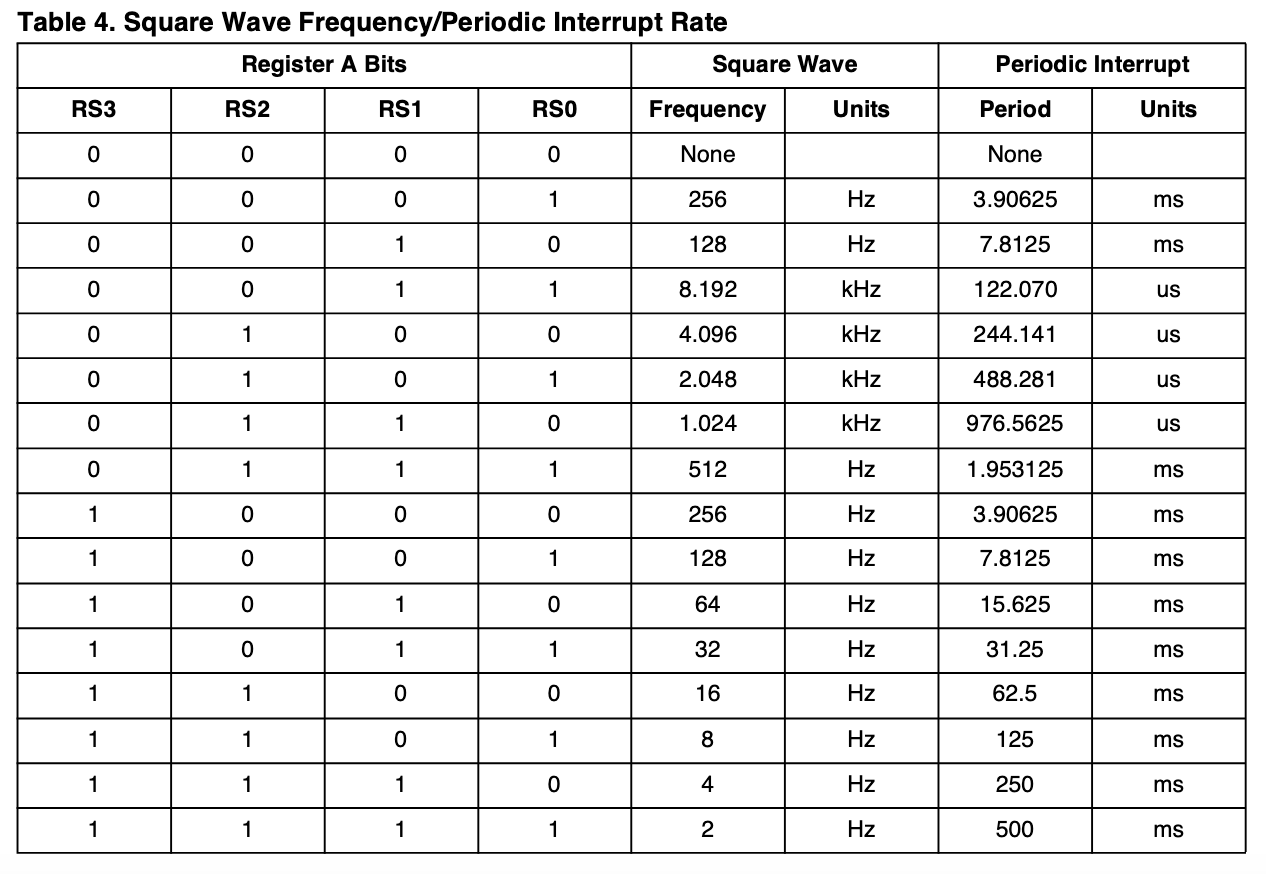 Table 4. Square Wave Frequency/Periodic Interrupt Rate
Register A Bits Square Wave Periodic Interrupt
RS3 RS2 RS1 RS0 Frequency Units Period Units
0 0 0 0 None None
0 0 0 1 256 Hz 3.90625 ms
0 0 1 0 128 Hz 7.8125 ms
0 0 1 1 8.192 kHz 122.070 us
0 1 0 0 4.096 kHz 244.141 us
0 1 0 1 2.048 kHz 488.281 us
0 1 1 0 1.024 kHz 976.5625 us
0 1 1 1 512 Hz 1.953125 ms
1 0 0 0 256 Hz 3.90625 ms
1 0 0 1 128 Hz 7.8125 ms
1 0 1 0 64 Hz 15.625 ms
1 0 1 1 32 Hz 31.25 ms
1 1 0 0 16 Hz 62.5 ms
1 1 0 1 8 Hz 125 ms
1 1 1 0 4 Hz 250 ms
1 1 1 1 2 Hz 500 ms